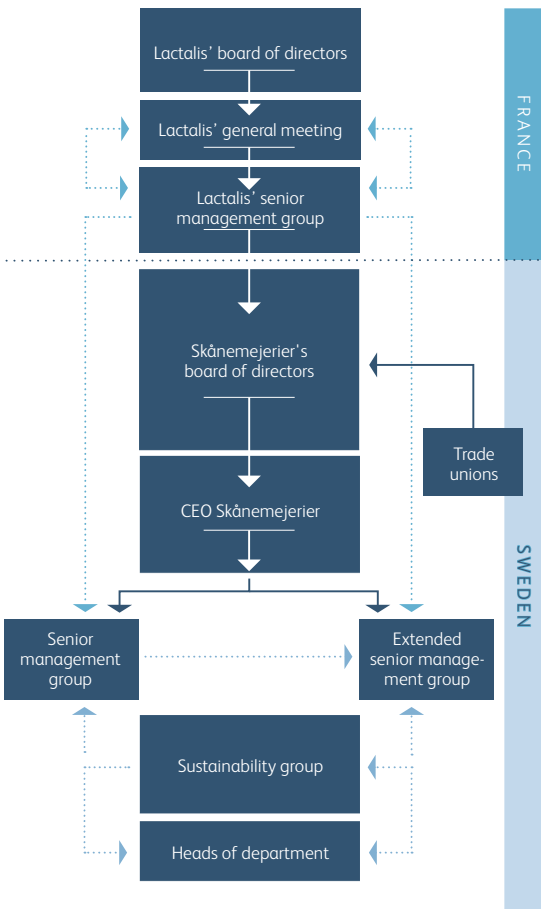 Lactalis’ board of directors
Lactalis’ general meeting
Lactalis’ senior
management group
FRANCE
Skånemejerier's
board of directors
Trade
unions
CEO Skånemejerier
SWEDEN
Senior
management
group
Extended
senior manage-
ment group
Sustainability group
Heads of department